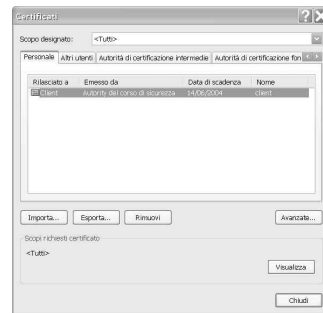 Certificati
Scopo designato: <Tutti>
Personale Altri utenti Autorità di certificazione intermedie Autorità di certificazione fon
Rilasciato a Emesso da Data di scadenza Nome
Client Autority del corso di sicurezza 14/06/2004 client
Importa... Esporta... Rimuovi Avanzate...
Scopi richiesti certificato
<Tutti>
Visualizza
Chiudi